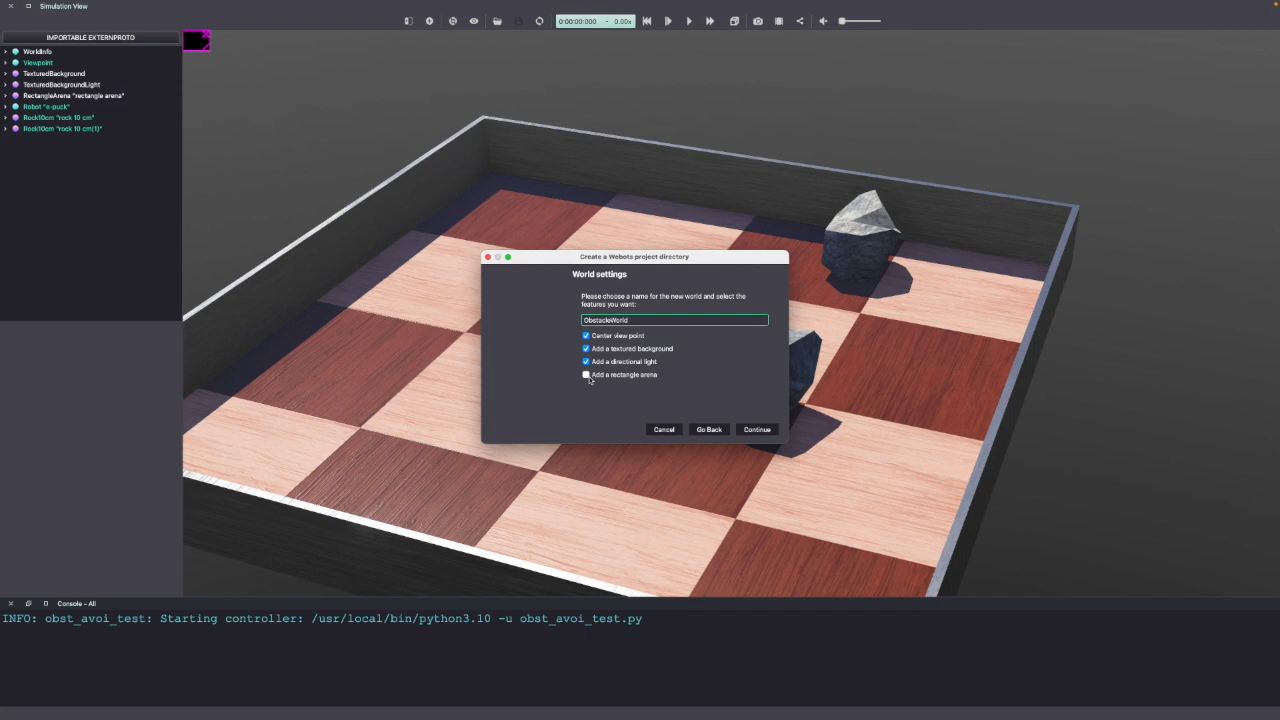 Simulation View
0:00:00:000 - 0.00x
IMPORTABLE EXTERNPROTO
WorldInfo
Viewpoint
TexturedBackground
TexturedBackgroundLight
RectangleArena "rectangle arena"
Robot "e-puck"
Rock10cm "rock 10 cm"
Rock10cm "rock 10 cm(1)"
Create a Webots project directory
World settings
Please choose a name for the new world and select the
features you want:
ObstacleWorld
Center view point
Add a textured background
Add a directional light
Add a rectangle arena
Cancel
Go Back
Continue
Console - All
INFO: obst_avoi_test: Starting controller: /usr/local/bin/python3.10 -u obst_avoi_test.py